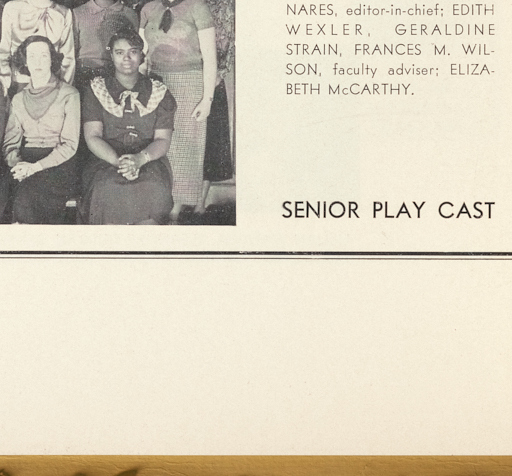 NARES, editor-in-chief; EDITH
WEXLER, GERALDINE
STRAIN, FRANCES M. WIL-
SON, faculty adviser; ELIZA-
BETH McCARTHY.
SENIOR PLAY CAST